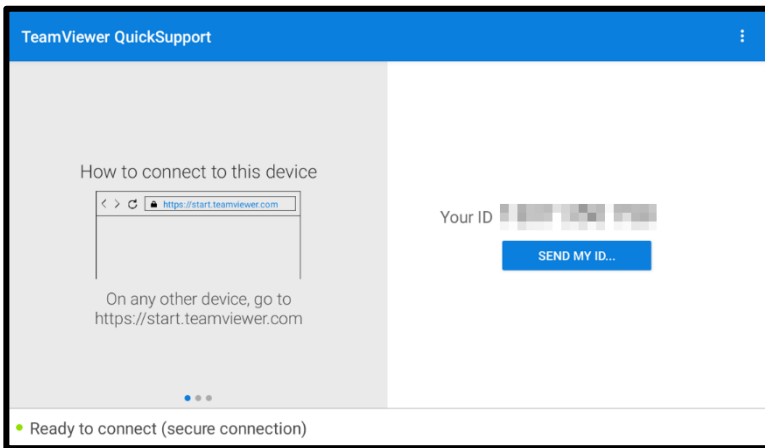 TeamViewer QuickSupport
How to connect to this device
https://start.teamviewer.com
On any other device, go to
https://start.teamviewer.com
Your ID
SEND MY ID...
Ready to connect (secure connection)